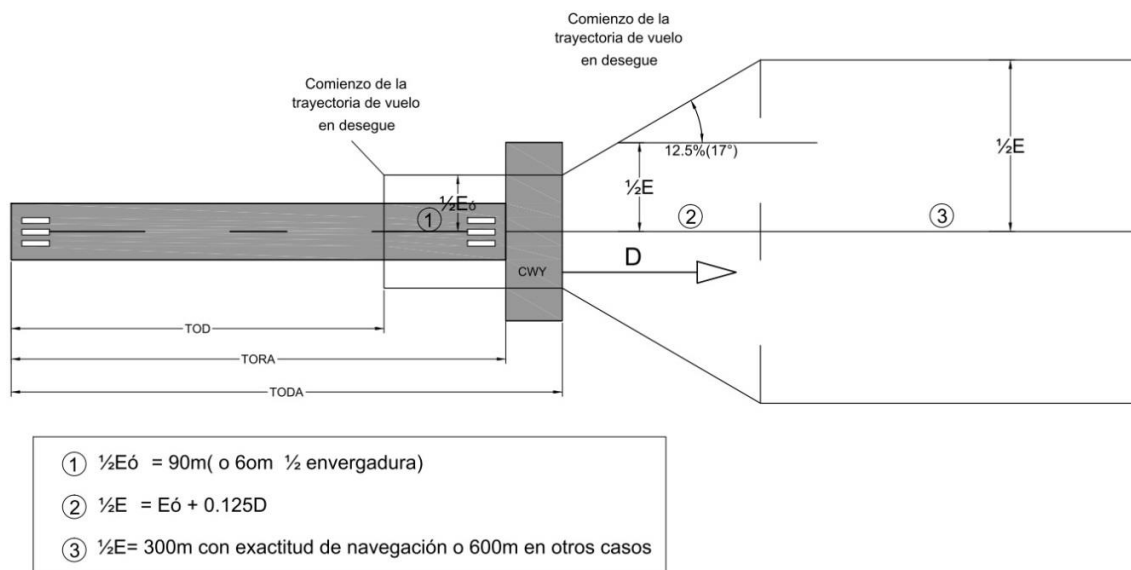 Comienzo de la
trayectoria de vuelo
en desegue
Comienzo de la
trayectoria de vuelo
en desegue
12.5%(17°)
½E
½E
½Eó
1
2
3
D
CWY
TOD
TORA
TODA
1 ½Eó = 90m( o 6om ½ envergadura)
2 ½E = Eó + 0.125D
3 ½E= 300m con exactitud de navegación o 600m en otros casos